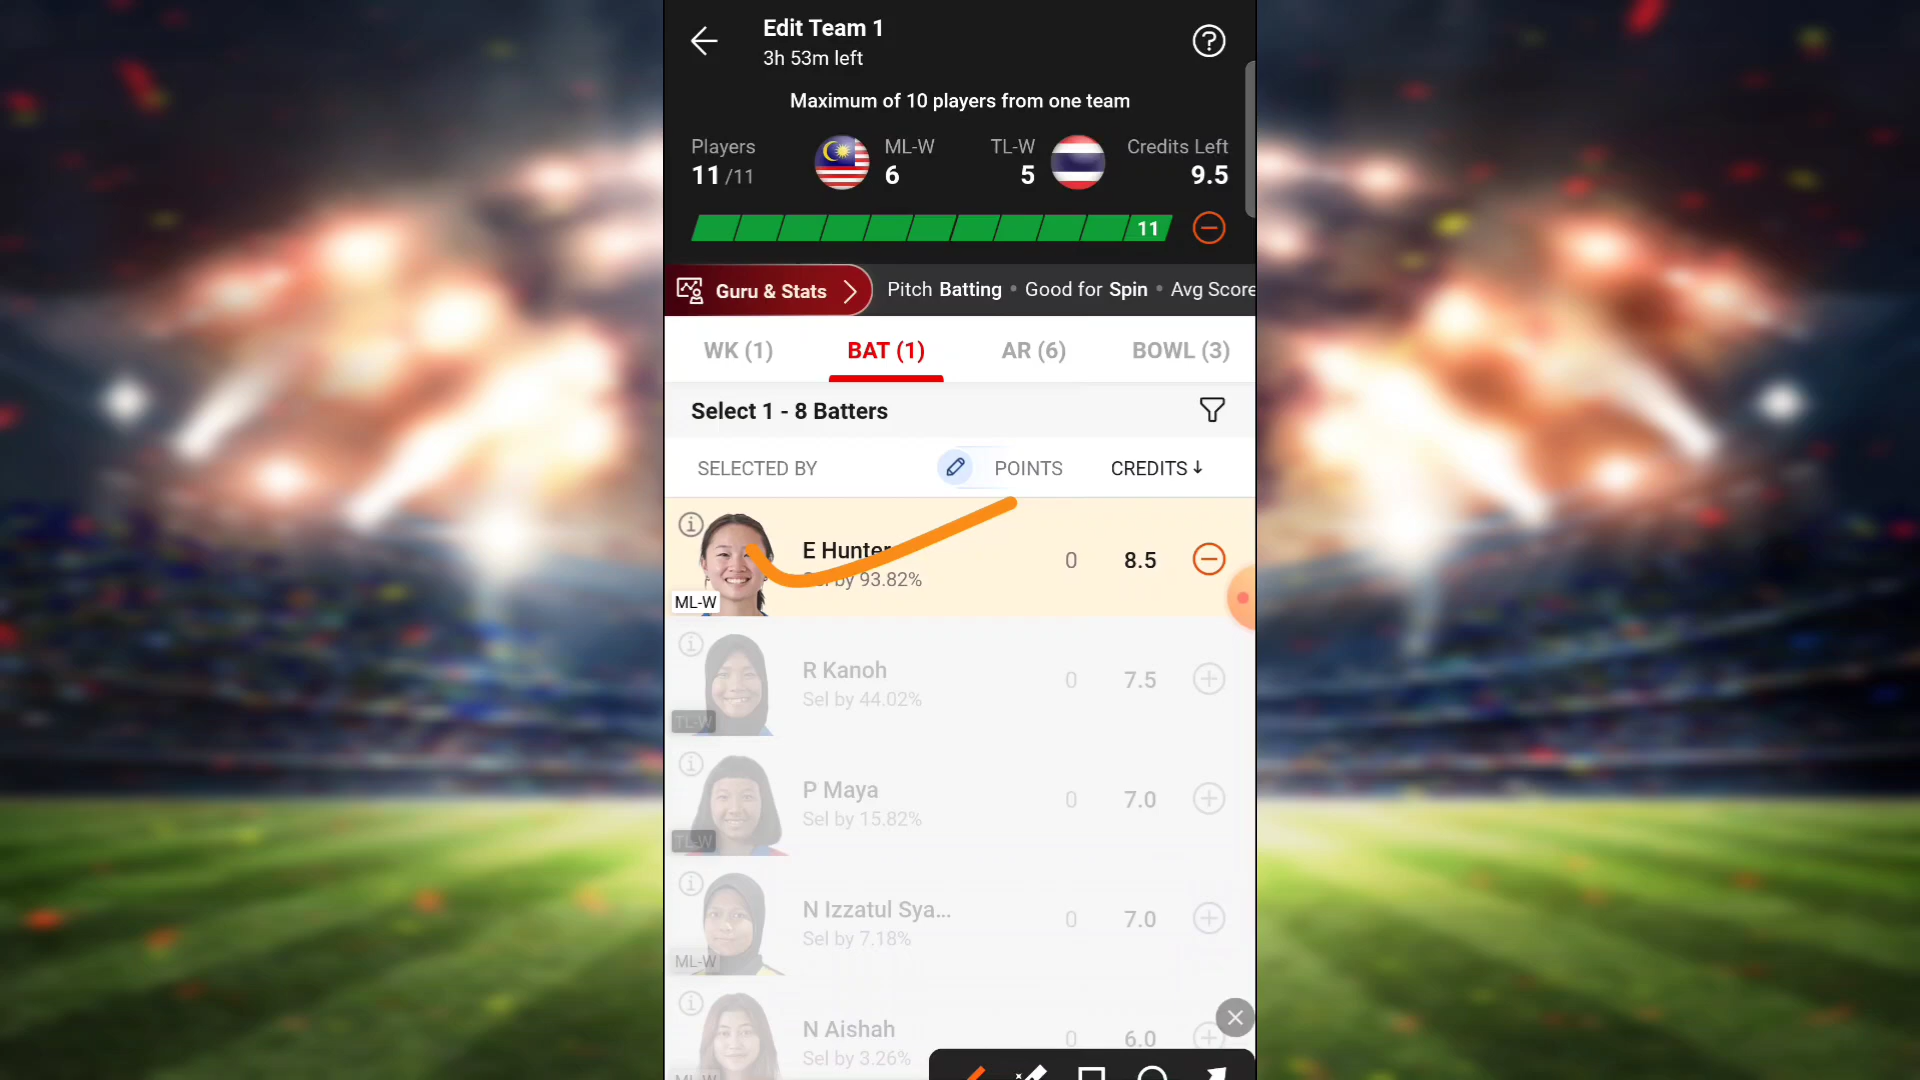 Edit Team 1
3h 53m left
Maximum of 10 players from one team
Players ML-W TL-W Credits Left
11 /11 6 5 9.5
11
Guru & Stats Pitch Batting • Good for Spin • Avg Score
WK (1) BAT (1) AR (6) BOWL (3)
Select 1 - 8 Batters
SELECTED BY POINTS CREDITS↓
E Hunter
Sel by 93.82%
0 8.5
ML-W
R Kanoh
Sel by 44.02%
0 7.5
TL-W
P Maya
Sel by 15.82%
0 7.0
TL-W
N Izzatul Sya...
Sel by 7.18%
0 7.0
ML-W
N Aishah
Sel by 3.26%
0 6.0
ML-W